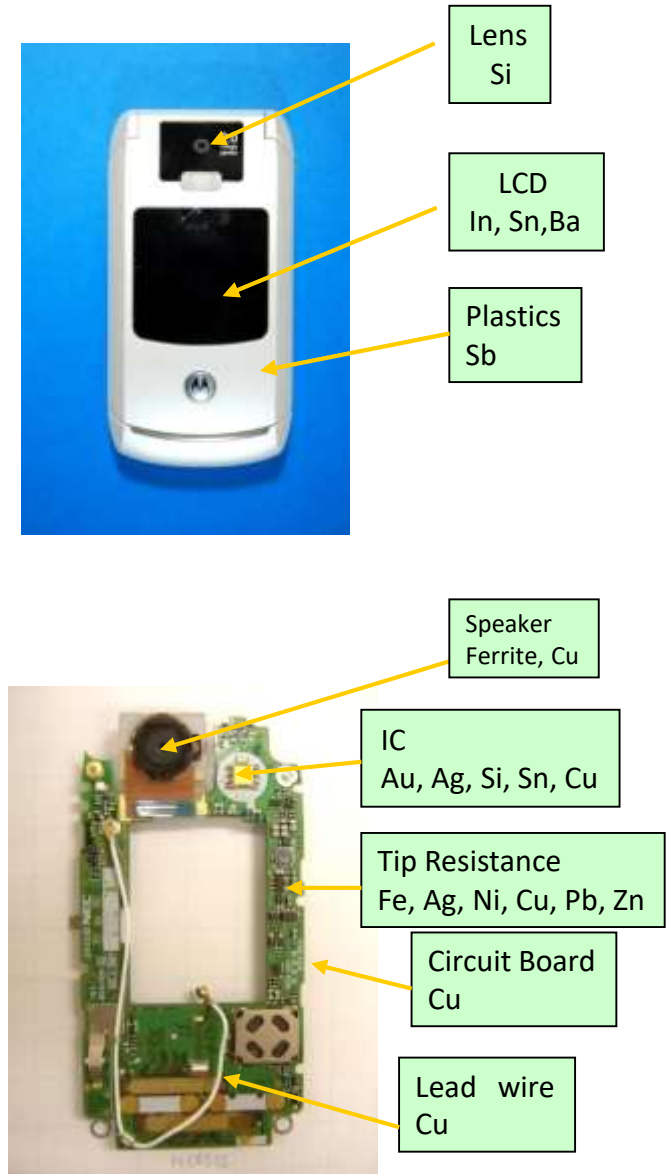 Lens
Si
LCD
In, Sn,Ba
Plastics
Sb
Speaker
Ferrite, Cu
IC
Au, Ag, Si, Sn, Cu
Tip Resistance
Fe, Ag, Ni, Cu, Pb, Zn
Circuit Board
Cu
Lead wire
Cu